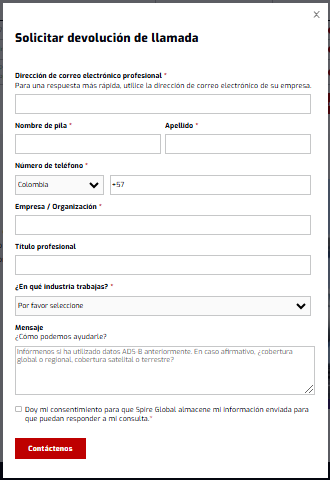 X
Solicitar devolución de llamada
Dirección de correo electrónico profesional *
Para una respuesta más rápida, utilice la dirección de correo electrónico de su empresa.
Nombre de pila * Apellido *
Número de teléfono *
Colombia +57
Empresa / Organización *
Título profesional
¿En qué industria trabajas? *
Por favor seleccione
Mensaje
¿Cómo podemos ayudarle?
Infórmenos si ha utilizado datos ADS-B anteriormente. En caso afirmativo, ¿cobertura
global o regional, cobertura satelital o terrestre?
Doy mi consentimiento para que Spire Global almacene mi información enviada para
que puedan responder a mi consulta.*
Contáctenos